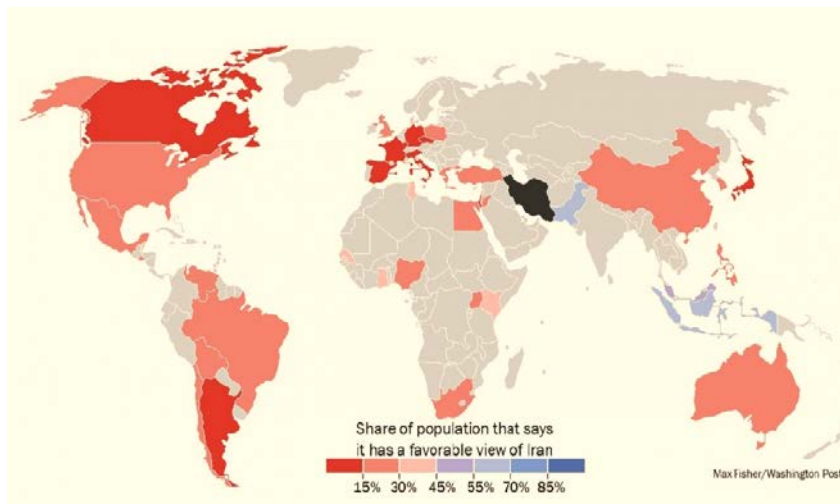 Share of population that says
it has a favorable view of Iran
15% 30% 45% 55% 70% 85%
Max Fisher/Washington Post